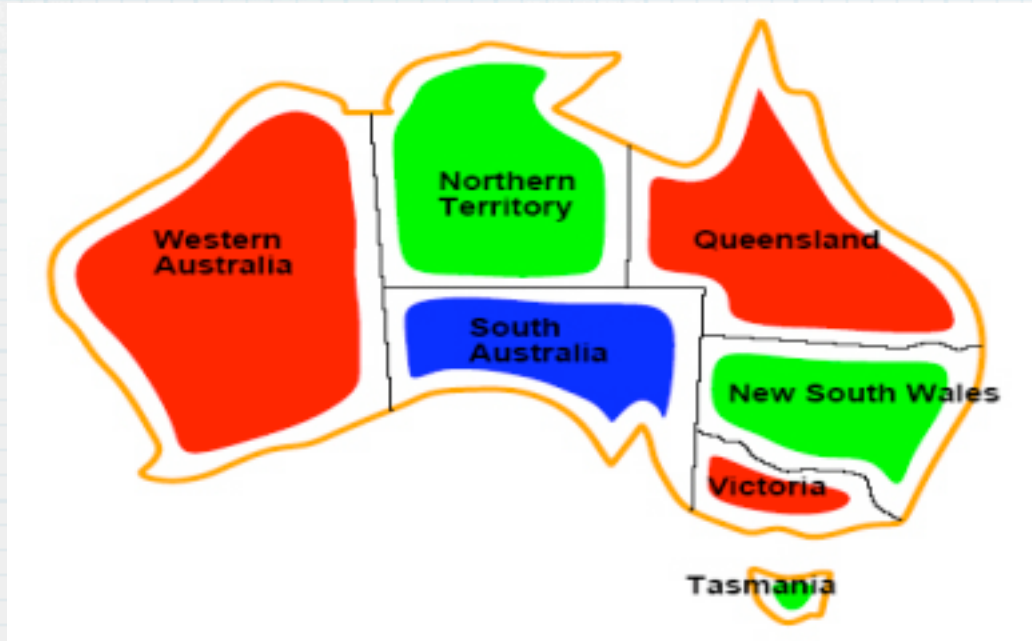 Northern
Territory
Western
Australia
Queensland
South
Australia
New South Wales
Victoria
Tasmania